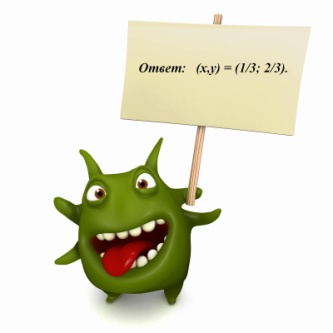 Ответ: (x,y) = (1/3; 2/3).